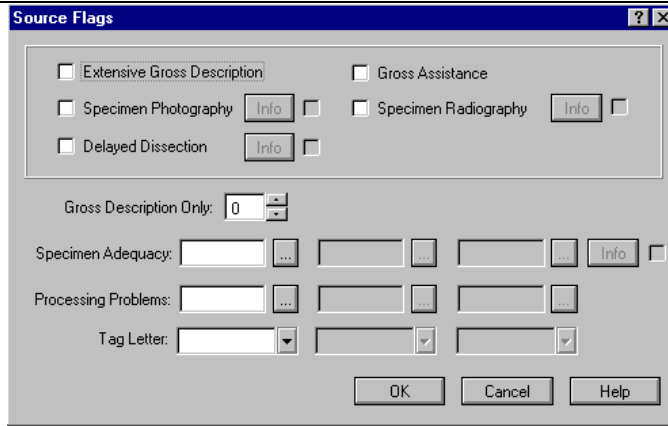 Source Flags
Extensive Gross Description Gross Assistance
Specimen Photography Info Specimen Radiography Info
Delayed Dissection Info
Gross Description Only: 0
Specimen Adequacy: ... ... ... Info
Processing Problems: ... ... ...
Tag Letter:
OK Cancel Help